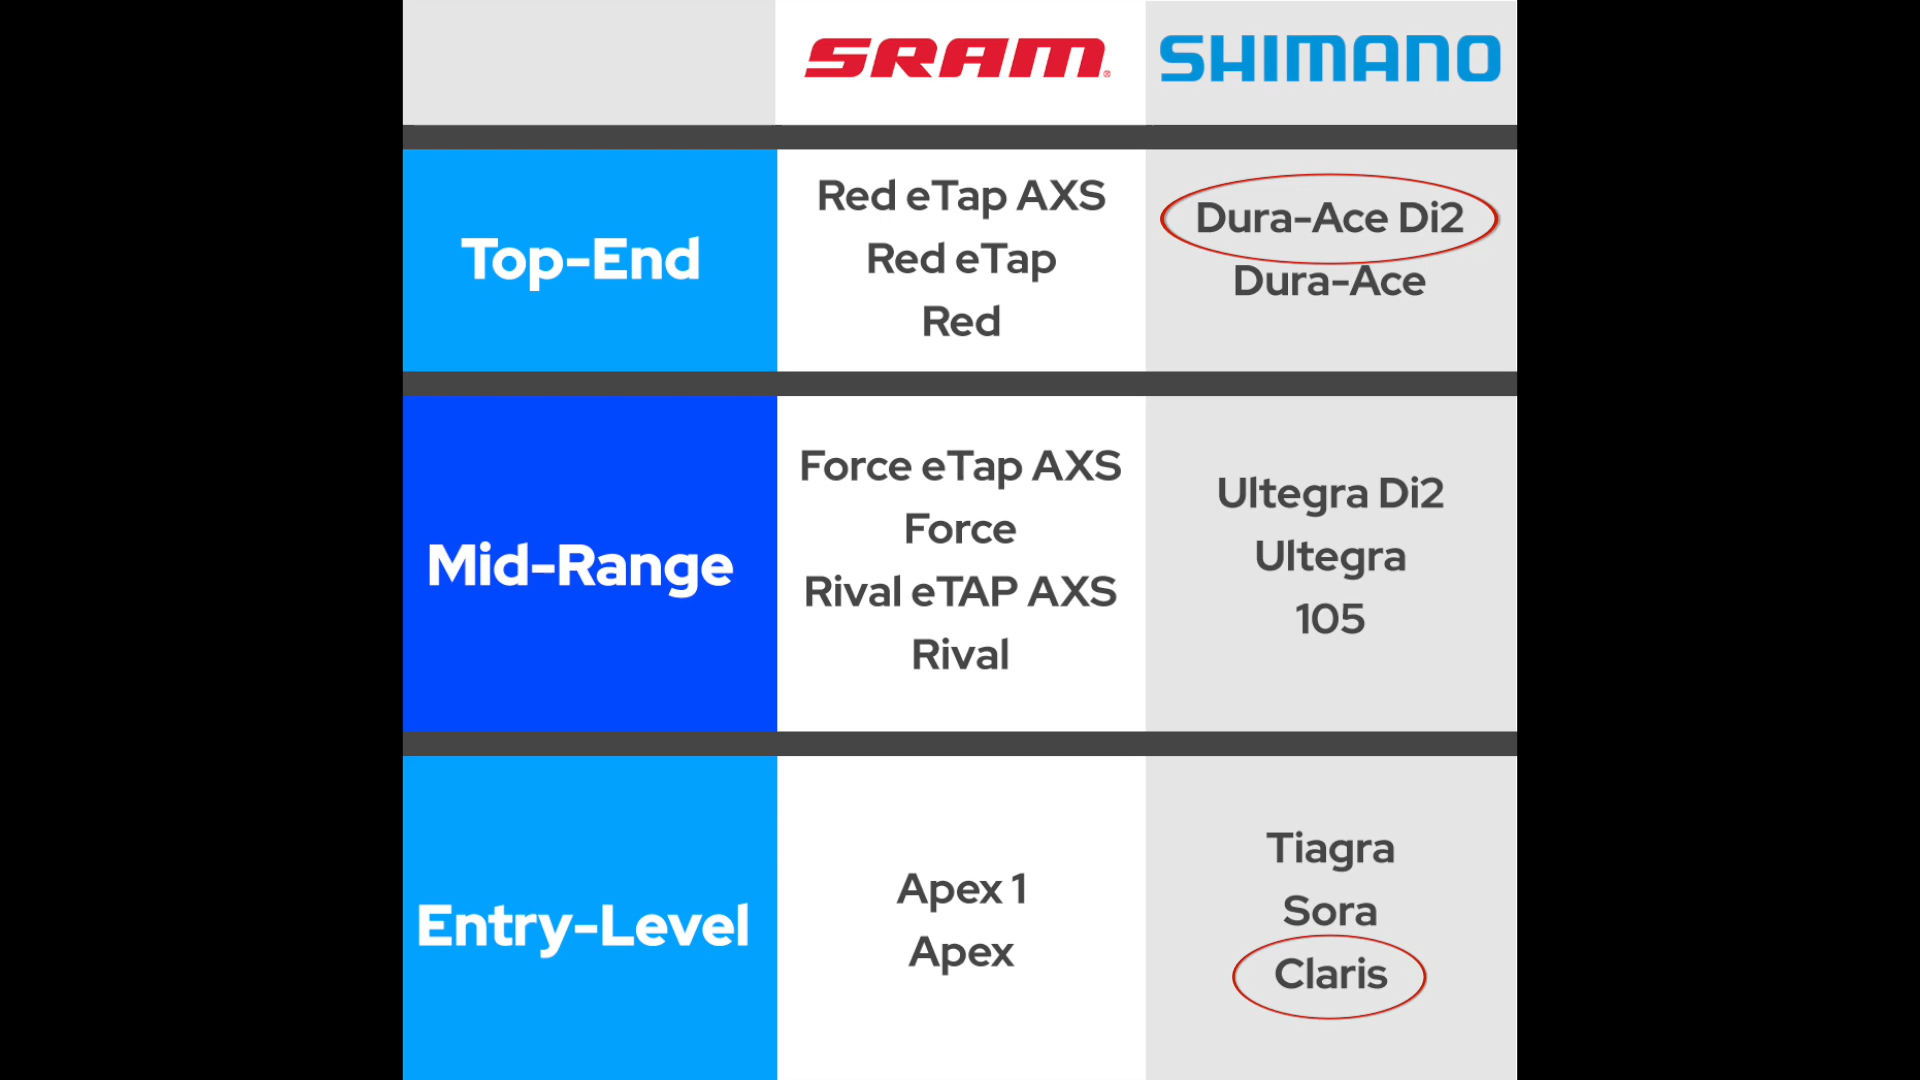 SRAM®
SHIMANO
Top-End
Red eTap AXS
Red eTap
Red
Dura-Ace Di2
Dura-Ace
Mid-Range
Force eTap AXS
Force
Rival eTAP AXS
Rival
Ultegra Di2
Ultegra
105
Entry-Level
Apex 1
Apex
Tiagra
Sora
Claris